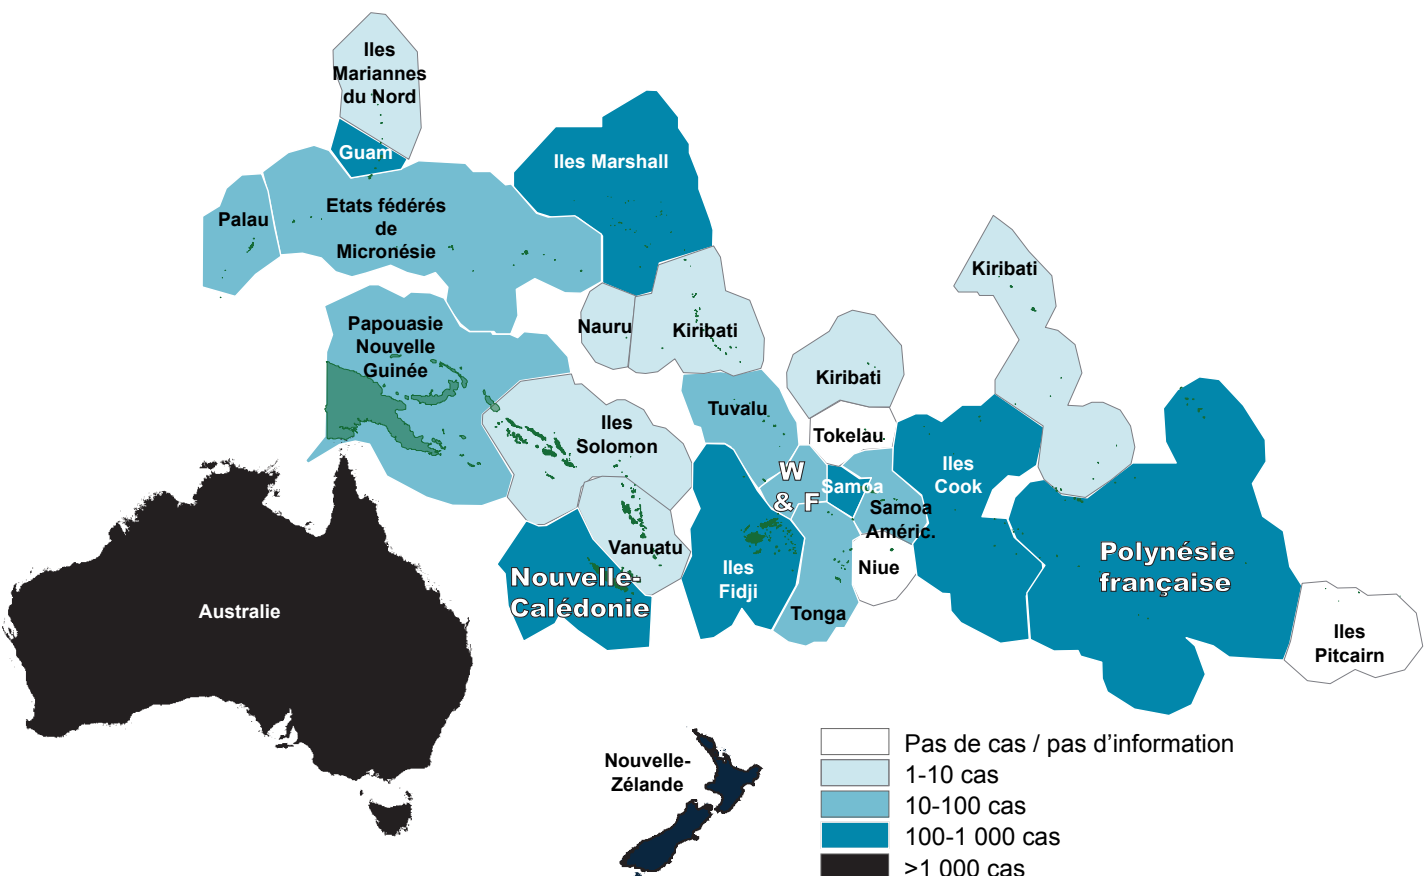 Iles
Mariannes
du Nord
Guam
Iles Marshall
Palau
Etats fédérés
de
Micronésie
Kiribati
Papouasie
Nouvelle
Guinée
Nauru
Kiribati
Kiribati
Tuvalu
Iles
Solomon
Tokelau
W
& F
Samoa
Iles
Cook
Samoa
Améric.
Vanuatu
Niue
Iles
Fidji
Nouvelle-
Calédonie
Polynésie
française
Australie
Tonga
Iles
Pitcairn
Nouvelle-
Zélande
Pas de cas / pas d'information
1-10 cas
10-100 cas
100-1 000 cas
>1 000 cas